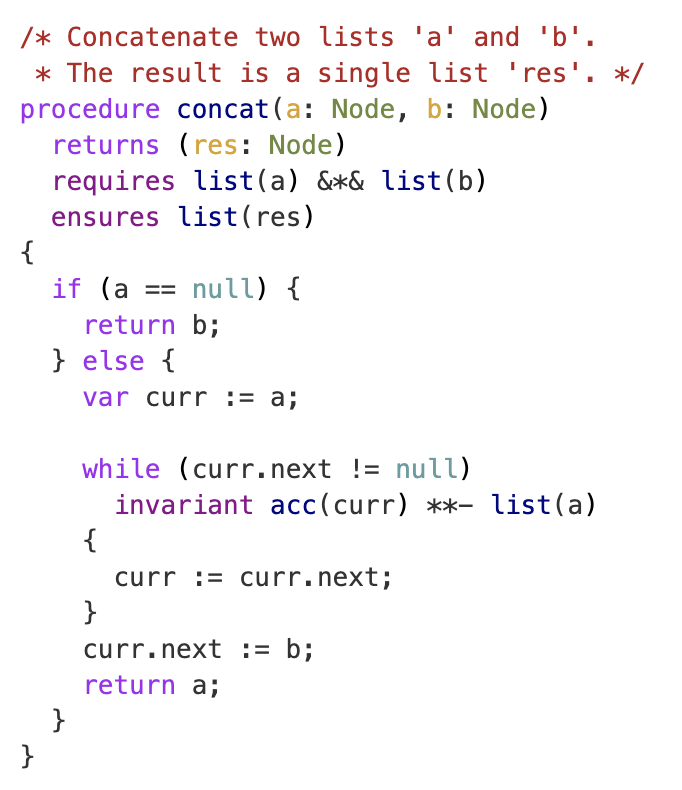 /* Concatenate two lists 'a' and 'b'.
 * The result is a single list 'res'. */
procedure concat(a: Node, b: Node)
  returns (res: Node)
  requires list(a) &*& list(b)
  ensures list(res)
{
  if (a == null) {
    return b;
  } else {
    var curr := a;

    while (curr.next != null)
      invariant acc(curr) **- list(a)
    {
      curr := curr.next;
    }
    curr.next := b;
    return a;
  }
}